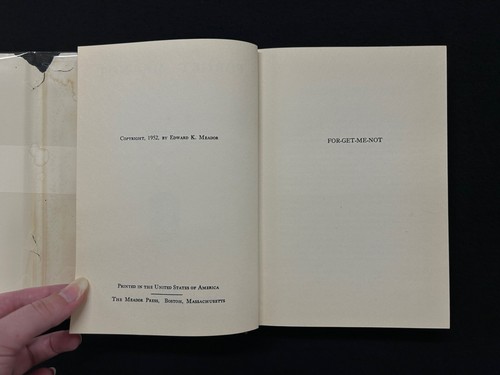 Copyright, 1932, by Edward K. Meador
Printed in the United States of America
The Meador Press, Boston, Massachusetts
FOR-GET-ME-NOT